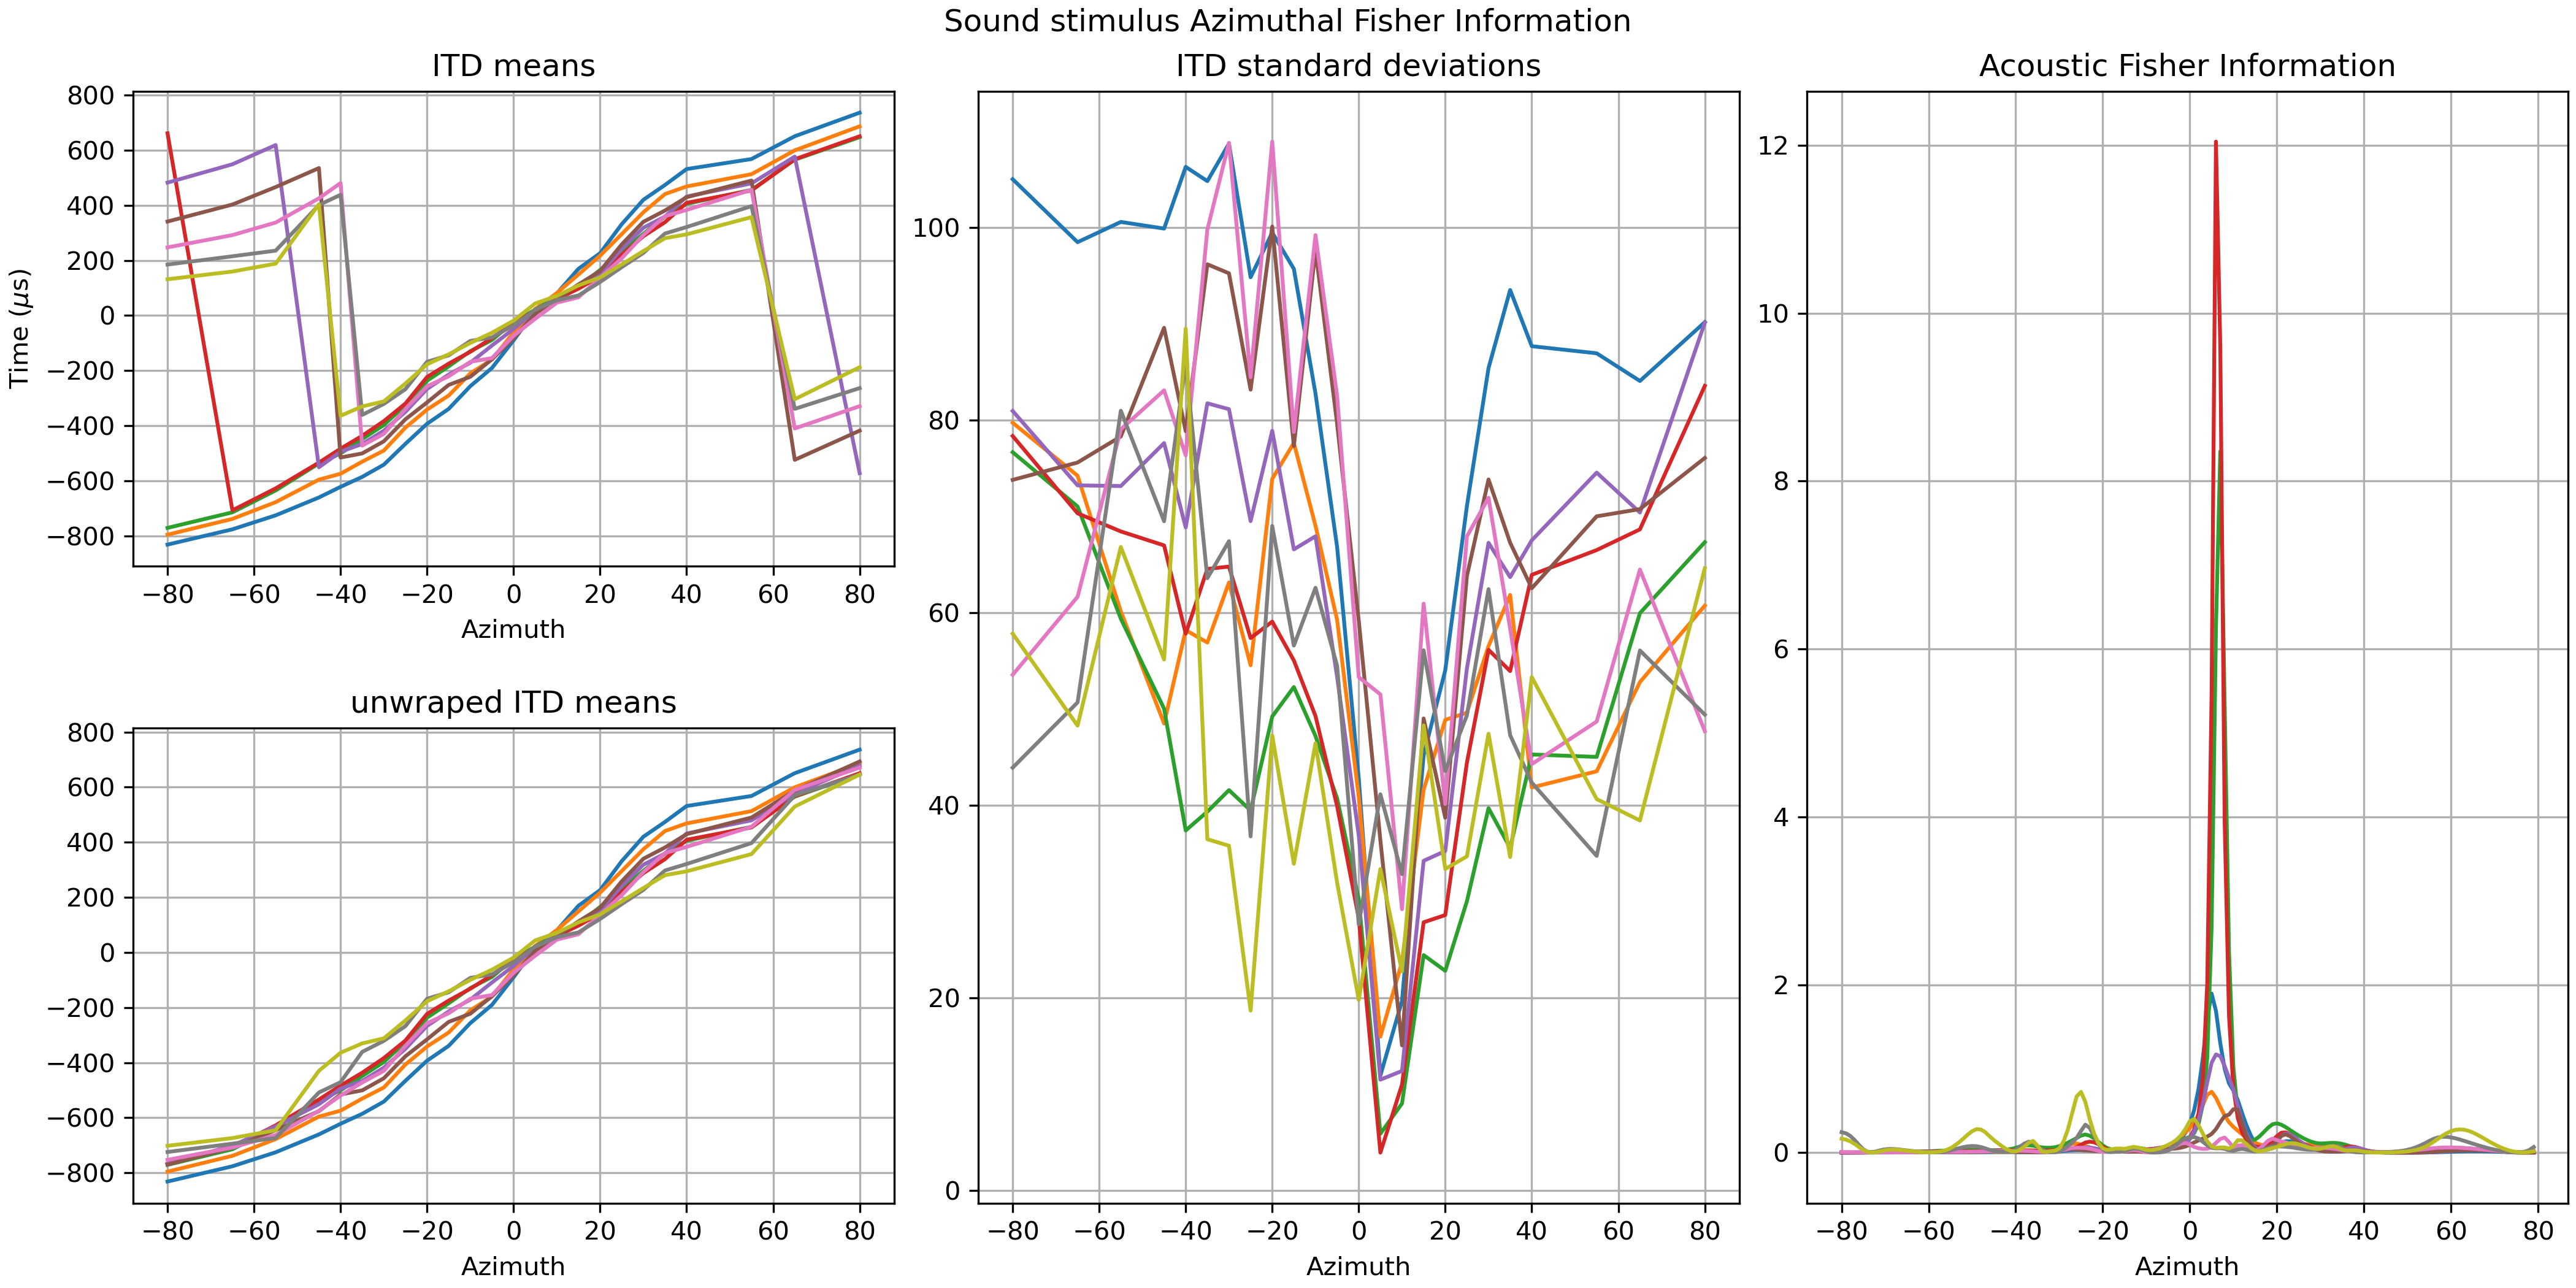 Sound stimulus Azimuthal Fisher Information
ITD means
800
600
400
200
0
−200
−400
−600
−800
Time (μs)
−80 −60 −40 −20 0 20 40 60 80
Azimuth
unwraped ITD means
800
600
400
200
0
−200
−400
−600
−800
−80 −60 −40 −20 0 20 40 60 80
Azimuth
ITD standard deviations
100
80
60
40
20
0
−80 −60 −40 −20 0 20 40 60 80
Azimuth
Acoustic Fisher Information
12
10
8
6
4
2
0
−80 −60 −40 −20 0 20 40 60 80
Azimuth